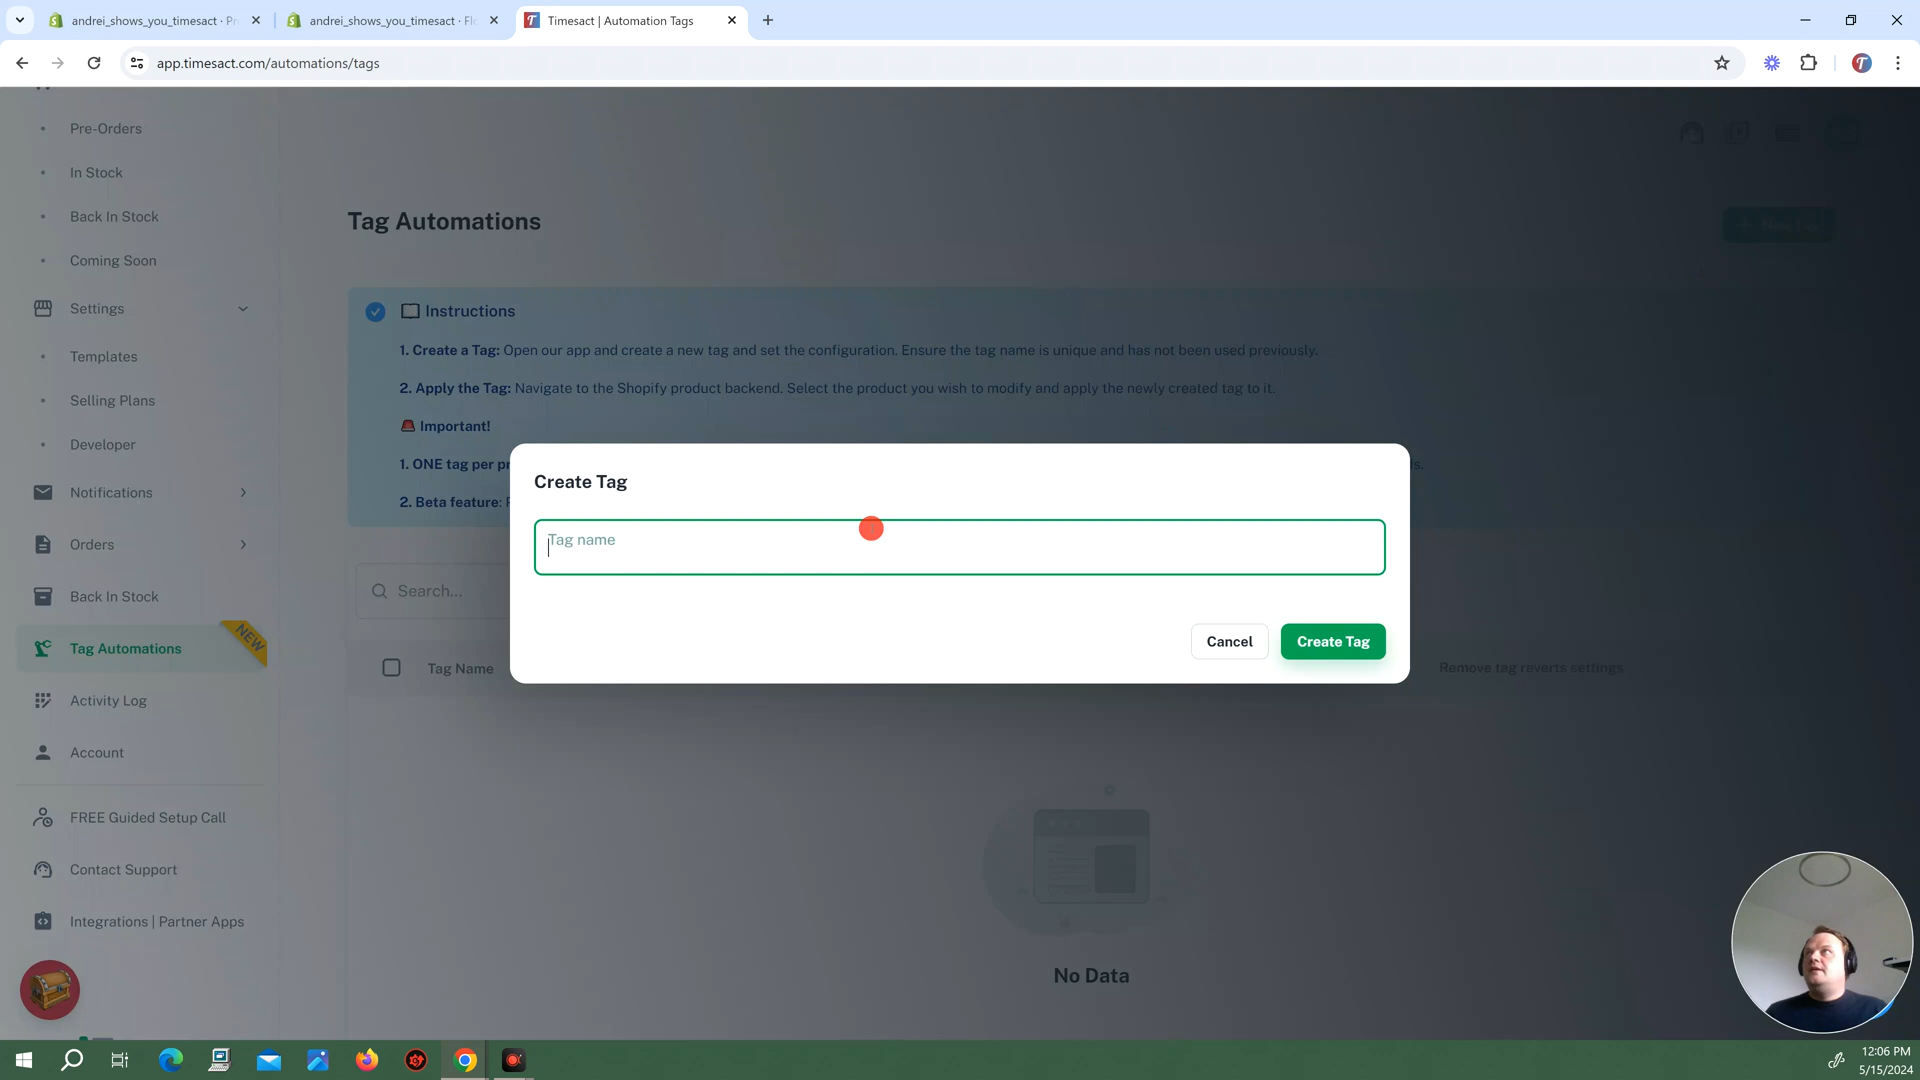 andrei_shows_you_timesact · Pr
andrei_shows_you_timesact · Flo
Timesact | Automation Tags
app.timesact.com/automations/tags
Pre-Orders
In Stock
Back In Stock
Coming Soon
Settings
Templates
Selling Plans
Developer
Notifications
Orders
Back In Stock
Tag Automations
NEW
Activity Log
Account
FREE Guided Setup Call
Contact Support
Integrations | Partner Apps
Tag Automations
New Tag
Instructions
1. Create a Tag: Open our app and create a new tag and set the configuration. Ensure the tag name is unique and has not been used previously.
2. Apply the Tag: Navigate to the Shopify product backend. Select the product you wish to modify and apply the newly created tag to it.
Important!
1. ONE tag per pr
s.
2. Beta feature:
Search...
Tag Name
Remove tag reverts settings
No Data
Create Tag
Tag name
Cancel
Create Tag
12:06 PM
5/15/2024